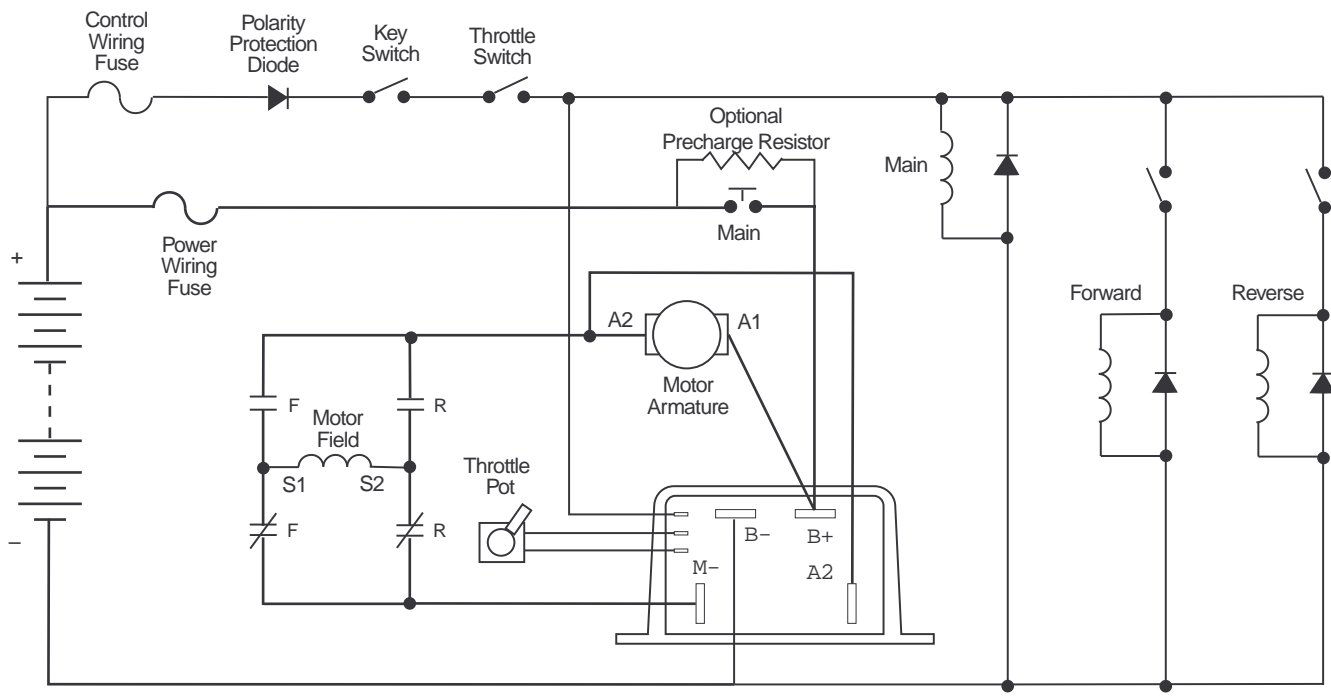 Control
Wiring
Fuse
Polarity
Protection
Diode
Key
Switch
Throttle
Switch
Optional
Precharge Resistor
Main
Main
Power
Wiring
Fuse
+
–
Forward
Reverse
A2
A1
Motor
Armature
F
R
Motor
Field
S1
S2
F
R
Throttle
Pot
B–
B+
M–
A2